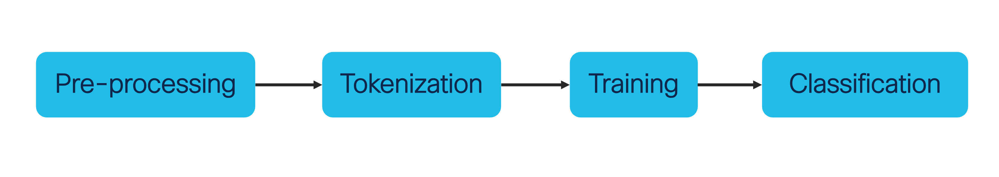 Pre-processing
Tokenization
Training
Classification